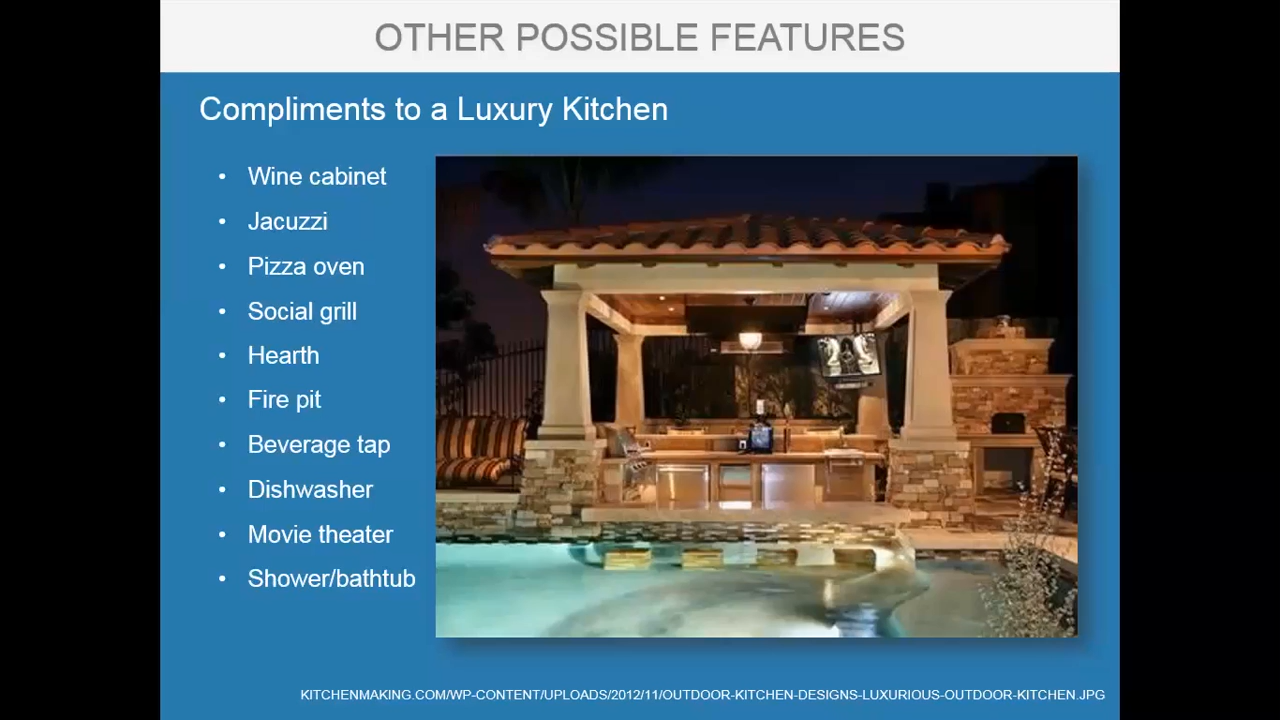 OTHER POSSIBLE FEATURES
Compliments to a Luxury Kitchen
• Wine cabinet
• Jacuzzi
• Pizza oven
• Social grill
• Hearth
• Fire pit
• Beverage tap
• Dishwasher
• Movie theater
• Shower/bathtub
KITCHENMAKING.COM/WP-CONTENT/UPLOADS/2012/11/OUTDOOR-KITCHEN-DESIGNS-LUXURIOUS-OUTDOOR-KITCHEN.JPG